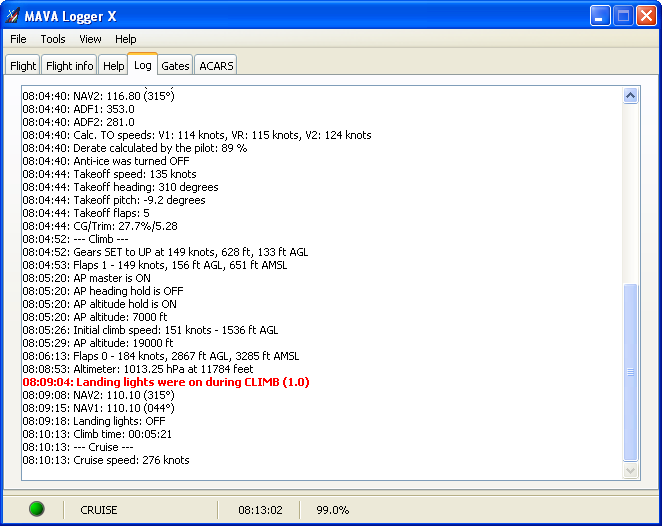 MAVA Logger X
File Tools View Help
Flight Flight info Help Log Gates ACARS
08:04:40: NAV2: 116.80 (315°)
08:04:40: ADF1: 353.0
08:04:40: ADF2: 281.0
08:04:40: Calc. TO speeds: V1: 114 knots, VR: 115 knots, V2: 124 knots
08:04:40: Derate calculated by the pilot: 89 %
08:04:40: Anti-ice was turned OFF
08:04:44: Takeoff speed: 135 knots
08:04:44: Takeoff heading: 310 degrees
08:04:44: Takeoff pitch: -9.2 degrees
08:04:44: Takeoff flaps: 5
08:04:44: CG/Trim: 27.7%/5.28
08:04:52: --- Climb ---
08:04:52: Gears SET to UP at 149 knots, 628 ft, 133 ft AGL
08:04:53: Flaps 1 - 149 knots, 156 ft AGL, 651 ft AMSL
08:05:20: AP master is ON
08:05:20: AP heading hold is OFF
08:05:20: AP altitude hold is ON
08:05:20: AP altitude: 7000 ft
08:05:26: Initial climb speed: 151 knots - 1536 ft AGL
08:05:29: AP altitude: 19000 ft
08:06:13: Flaps 0 - 184 knots, 2867 ft AGL, 3285 ft AMSL
08:08:53: Altimeter: 1013.25 hPa at 11784 feet
08:09:04: Landing lights were on during CLIMB (1.0)
08:09:08: NAV2: 110.10 (315°)
08:09:15: NAV1: 110.10 (044°)
08:09:18: Landing lights: OFF
08:10:13: Climb time: 00:05:21
08:10:13: --- Cruise ---
08:10:13: Cruise speed: 276 knots
CRUISE 08:13:02 99.0%